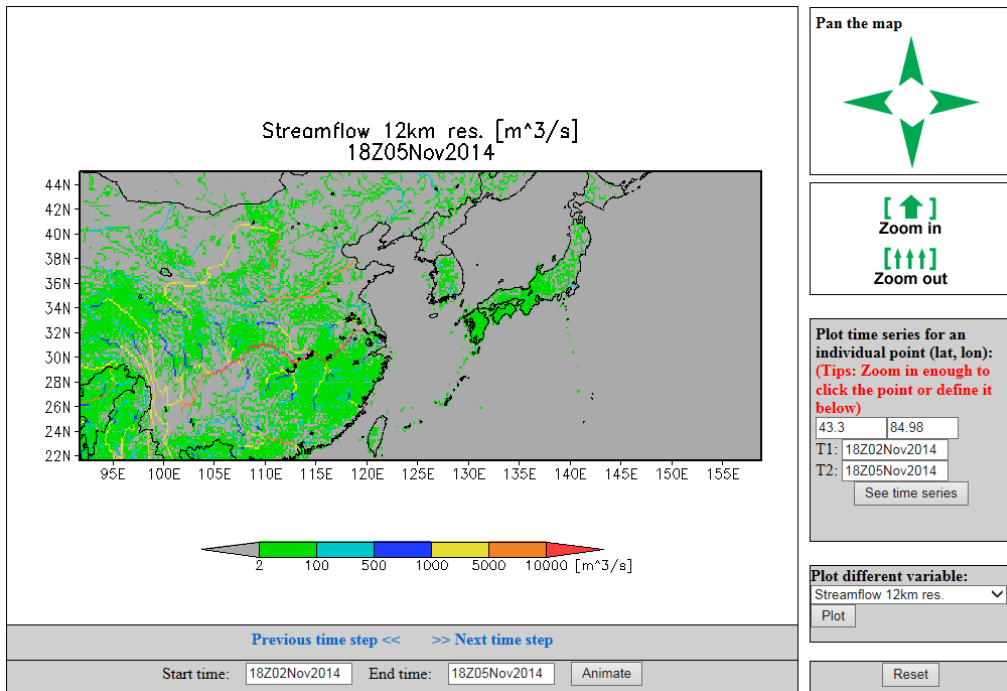 Streamflow 12km res. [m^3/s]
18Z05Nov2014
44N
42N
40N
38N
36N
34N
32N
30N
28N
26N
24N
22N
95E 100E 105E 110E 115E 120E 125E 130E 135E 140E 145E 150E 155E
2 100 500 1000 5000 10000 [m^3/s]
Previous time step << >> Next time step
Start time: 18Z02Nov2014 End time: 18Z05Nov2014 Animate
Pan the map
[ ] 
Zoom in
[ ]
Zoom out
Plot time series for an
individual point (lat, lon):
(Tips: Zoom in enough to
click the point or define it
below)
43.3 84.98
T1: 18Z02Nov2014
T2: 18Z05Nov2014
See time series
Plot different variable:
Streamflow 12km res.
Plot
Reset